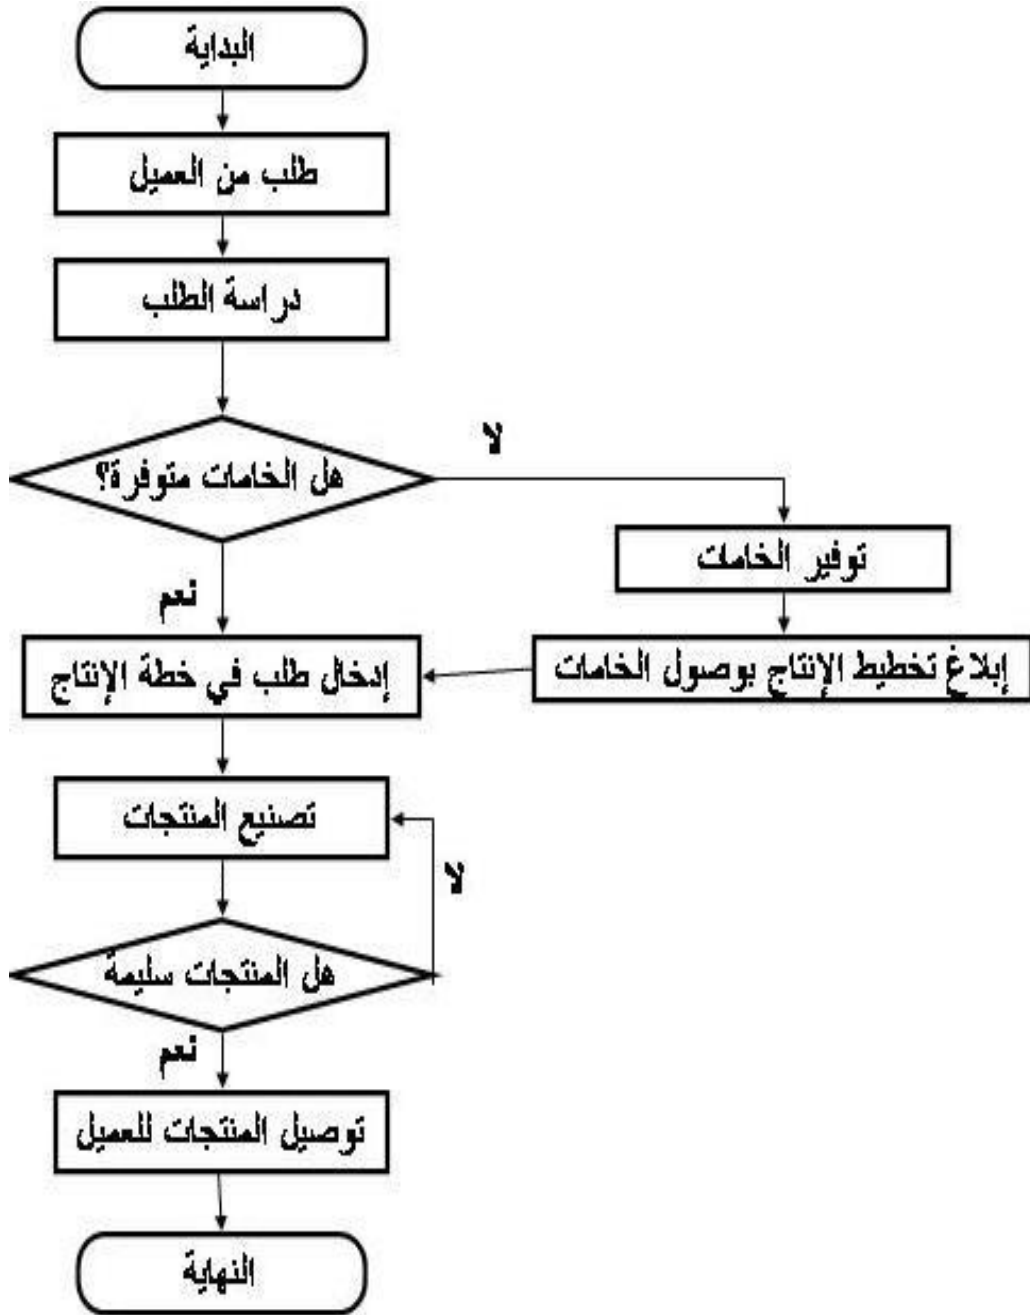 البداية
طلب من العميل
دراسة الطلب
هل الخامات متوفرة؟
لا
توفير الخامات
نعم
إبلاغ تخطيط الإنتاج بوصول الخامات
إدخال طلب في خطة الإنتاج
تصنيع المنتجات
لا
هل المنتجات سليمة
نعم
توصيل المنتجات للعميل
النهاية